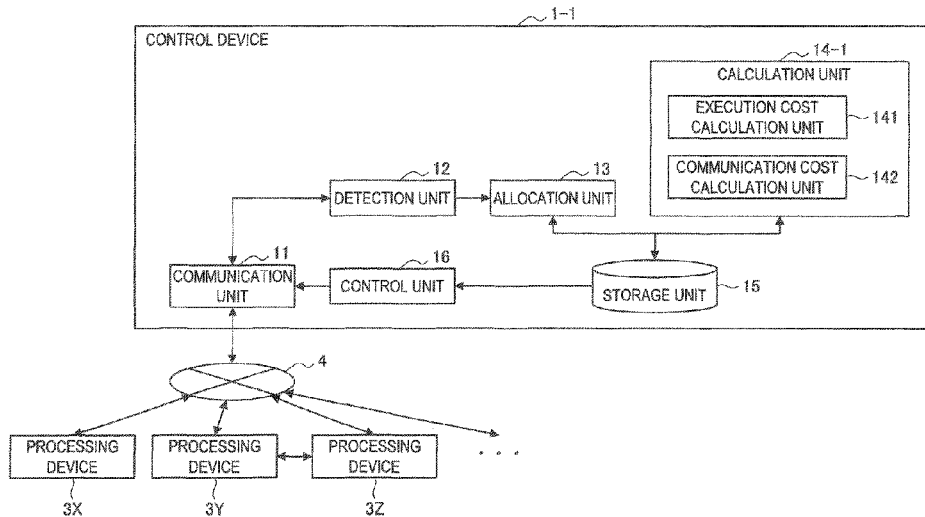 1-1
CONTROL DEVICE
14-1
CALCULATION UNIT
EXECUTION COST
CALCULATION UNIT
141
COMMUNICATION COST
CALCULATION UNIT
142
12
DETECTION UNIT
13
ALLOCATION UNIT
11
COMMUNICATION
UNIT
16
CONTROL UNIT
STORAGE UNIT
15
4
PROCESSING
DEVICE
3X
PROCESSING
DEVICE
3Y
PROCESSING
DEVICE
3Z
. . .